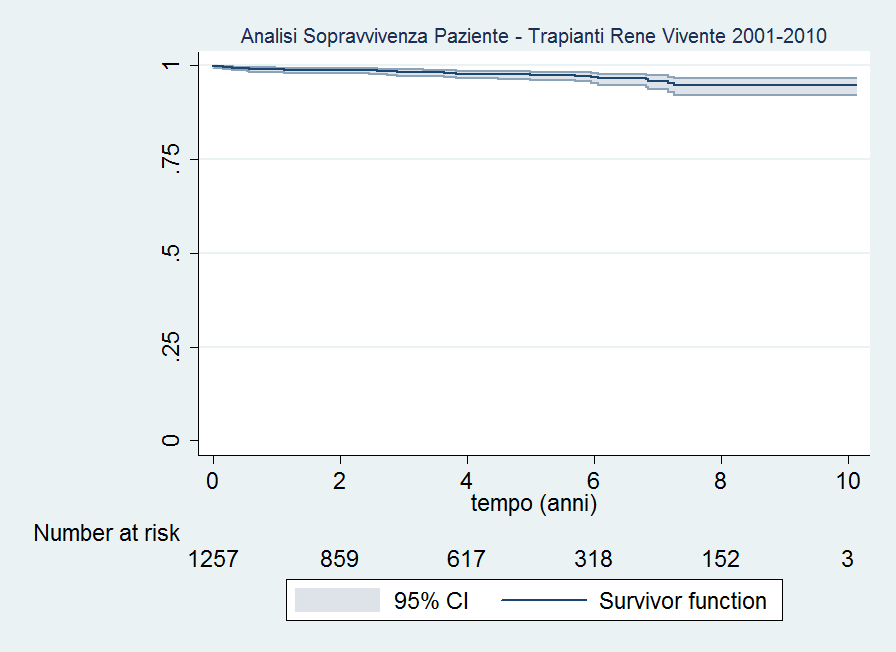 Analisi Sopravvivenza Paziente - Trapianti Rene Vivente 2001-2010
1
.75
.5
.25
0
0 2 4 6 8 10
tempo (anni)
Number at risk
1257 859 617 318 152 3
95% CI Survivor function